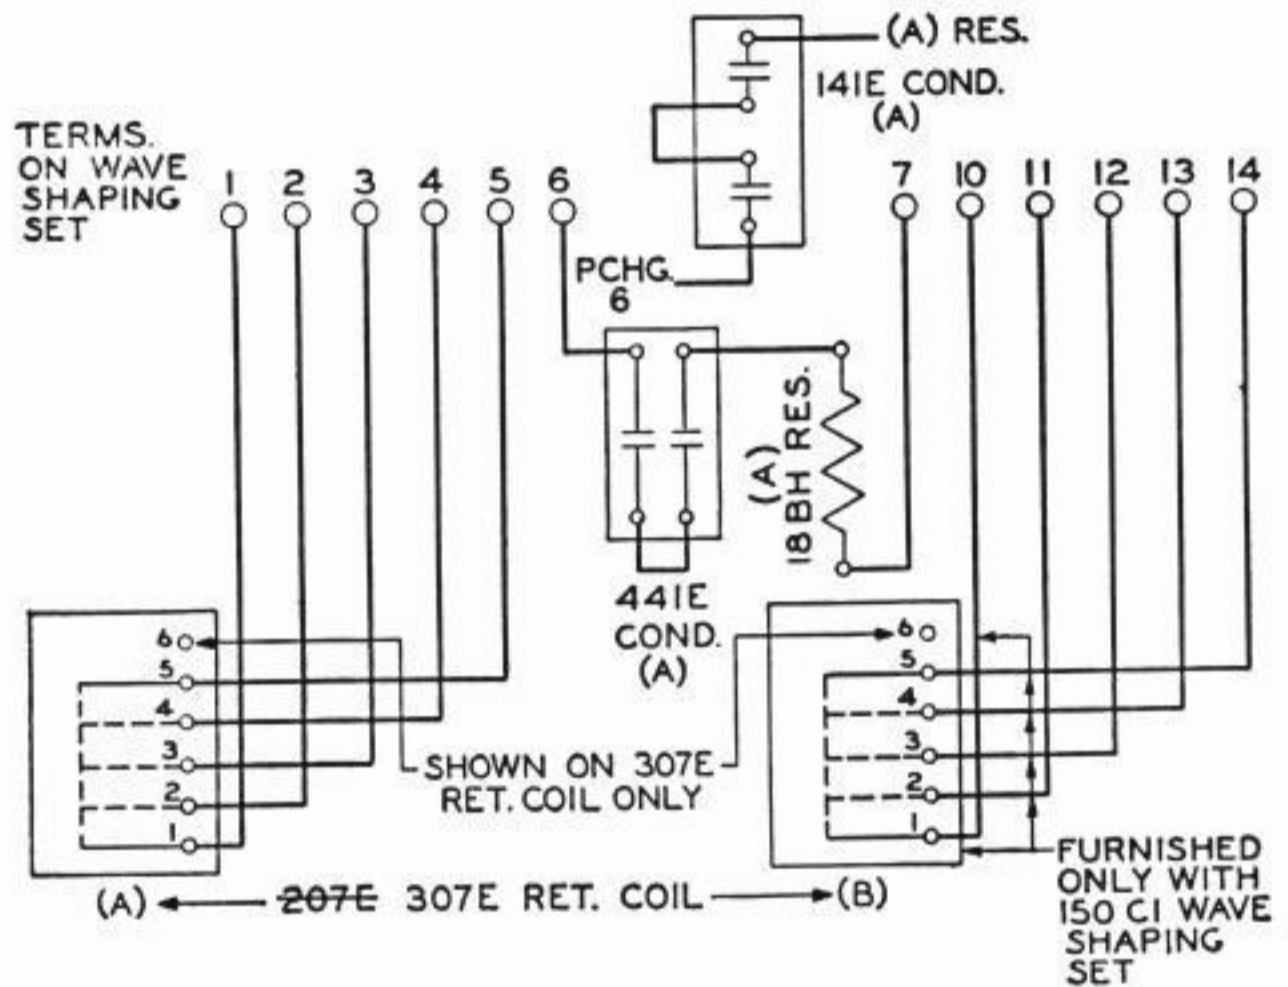 (A) RES.
141E COND.
(A)
TERMS.
ON WAVE
SHAPING
SET
1 2 3 4 5 6
7 10 11 12 13 14
PCHG.
6
(A)
18BH RES.
441E
COND.
(A)
6
5
4
3
2
1
6
5
4
3
2
1
SHOWN ON 307E
RET. COIL ONLY
(A)
207E 307E RET. COIL
(B)
FURNISHED
ONLY WITH
150 C1 WAVE
SHAPING
SET